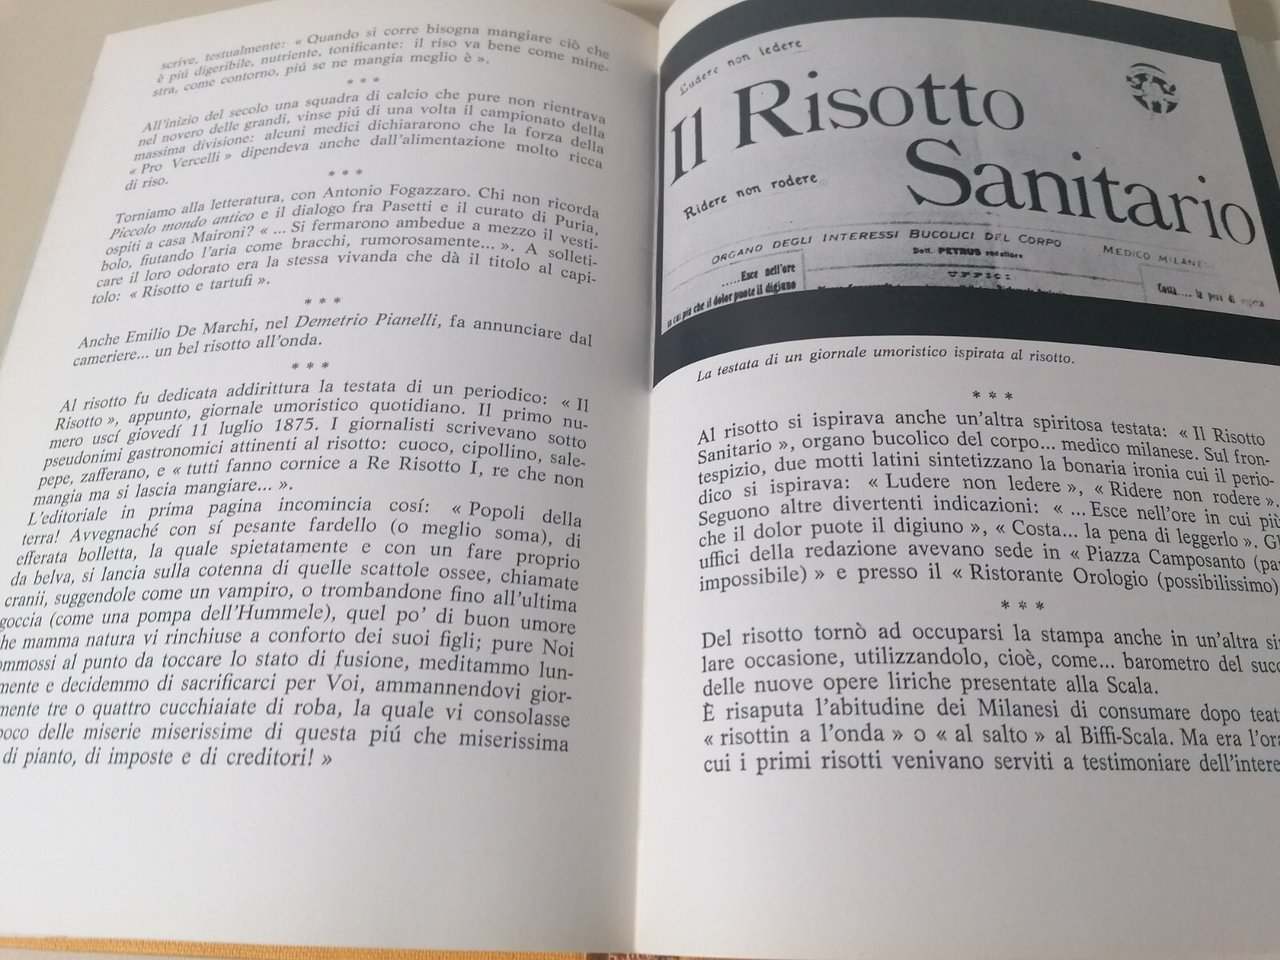 scrive, testualmente: « Quando si corre bisogna mangiare ciò che
è piú digeribile, nutriente, tonificante: il riso va bene come mine-
stra, come contorno, piú se ne mangia meglio è ».
* * *
All'inizio del secolo una squadra di calcio che pure non rientrava
nel novero delle grandi, vinse piú di una volta il campionato della
massima divisione: alcuni medici dichiararono che la forza della
« Pro Vercelli » dipendeva anche dall'alimentazione molto ricca
di riso.
* * *
Torniamo alla letteratura, con Antonio Fogazzaro. Chi non ricorda
Piccolo mondo antico e il dialogo fra Pasetti e il curato di Puria,
ospiti a casa Maironi? « ... Si fermarono ambedue a mezzo il vesti-
bolo, fiutando l'aria come bracchi, rumorosamente... ». A solleti-
care il loro odorato era la stessa vivanda che dà il titolo al capi-
tolo: « Risotto e tartufi ».
* * *
Anche Emilio De Marchi, nel Demetrio Pianelli, fa annunciare dal
cameriere... un bel risotto all'onda.
* * *
Al risotto fu dedicata addirittura la testata di un periodico: « Il
Risotto », appunto, giornale umoristico quotidiano. Il primo nu-
mero uscí giovedí 11 luglio 1875. I giornalisti scrivevano sotto
pseudonimi gastronomici attinenti al risotto: cuoco, cipollino, sale-
pepe, zafferano, e « tutti fanno cornice a Re Risotto I, re che non
mangia ma si lascia mangiare... ».
L'editoriale in prima pagina incomincia cosí: « Popoli della
terra! Avvegnaché con sí pesante fardello (o meglio soma), di
efferata bolletta, la quale spietatamente e con un fare proprio
da belva, si lancia sulla cotenna di quelle scattole ossee, chiamate
cranii, suggendole come un vampiro, o trombandone fino all'ultima
goccia (come una pompa dell'Hummele), quel po' di buon umore
he mamma natura vi rinchiuse a conforto dei suoi figli; pure Noi
mmossi al punto da toccare lo stato di fusione, meditammo lun-
mente e decidemmo di sacrificarci per Voi, ammannendovi gior-
mente tre o quattro cucchiaiate di roba, la quale vi consolasse
poco delle miserie miserissime di questa piú che miserissima
di pianto, di imposte e di creditori! »
Ludere non ledere
Il Risotto
Sanitario
Ridere non rodere
ORGANO DEGLI INTERESSI BUCOLICI DEL CORPO MEDICO MILANESE
Dott. PETRUS redattore
.....Esce nell'ore
in cui più che il dolor puote il digiuno
Costa.... la pena di
La testata di un giornale umoristico ispirata al risotto.
* * *
Al risotto si ispirava anche un'altra spiritosa testata: « Il Risotto
Sanitario », organo bucolico del corpo... medico milanese. Sul fron-
tespizio, due motti latini sintetizzano la bonaria ironia cui il perio-
dico si ispirava: « Ludere non ledere », « Ridere non rodere ».
Seguono altre divertenti indicazioni: « ... Esce nell'ore in cui più
che il dolor puote il digiuno », « Costa... la pena di leggerlo ». Gl
uffici della redazione avevano sede in « Piazza Camposanto (pa
impossibile) » e presso il « Ristorante Orologio (possibilissimo)
* * *
Del risotto tornò ad occuparsi la stampa anche in un'altra si
lare occasione, utilizzandolo, cioè, come... barometro del succ
delle nuove opere liriche presentate alla Scala.
È risaputa l'abitudine dei Milanesi di consumare dopo teat
« risottin a l'onda » o « al salto » al Biffi-Scala. Ma era l'ora
cui i primi risotti venivano serviti a testimoniare dell'intere